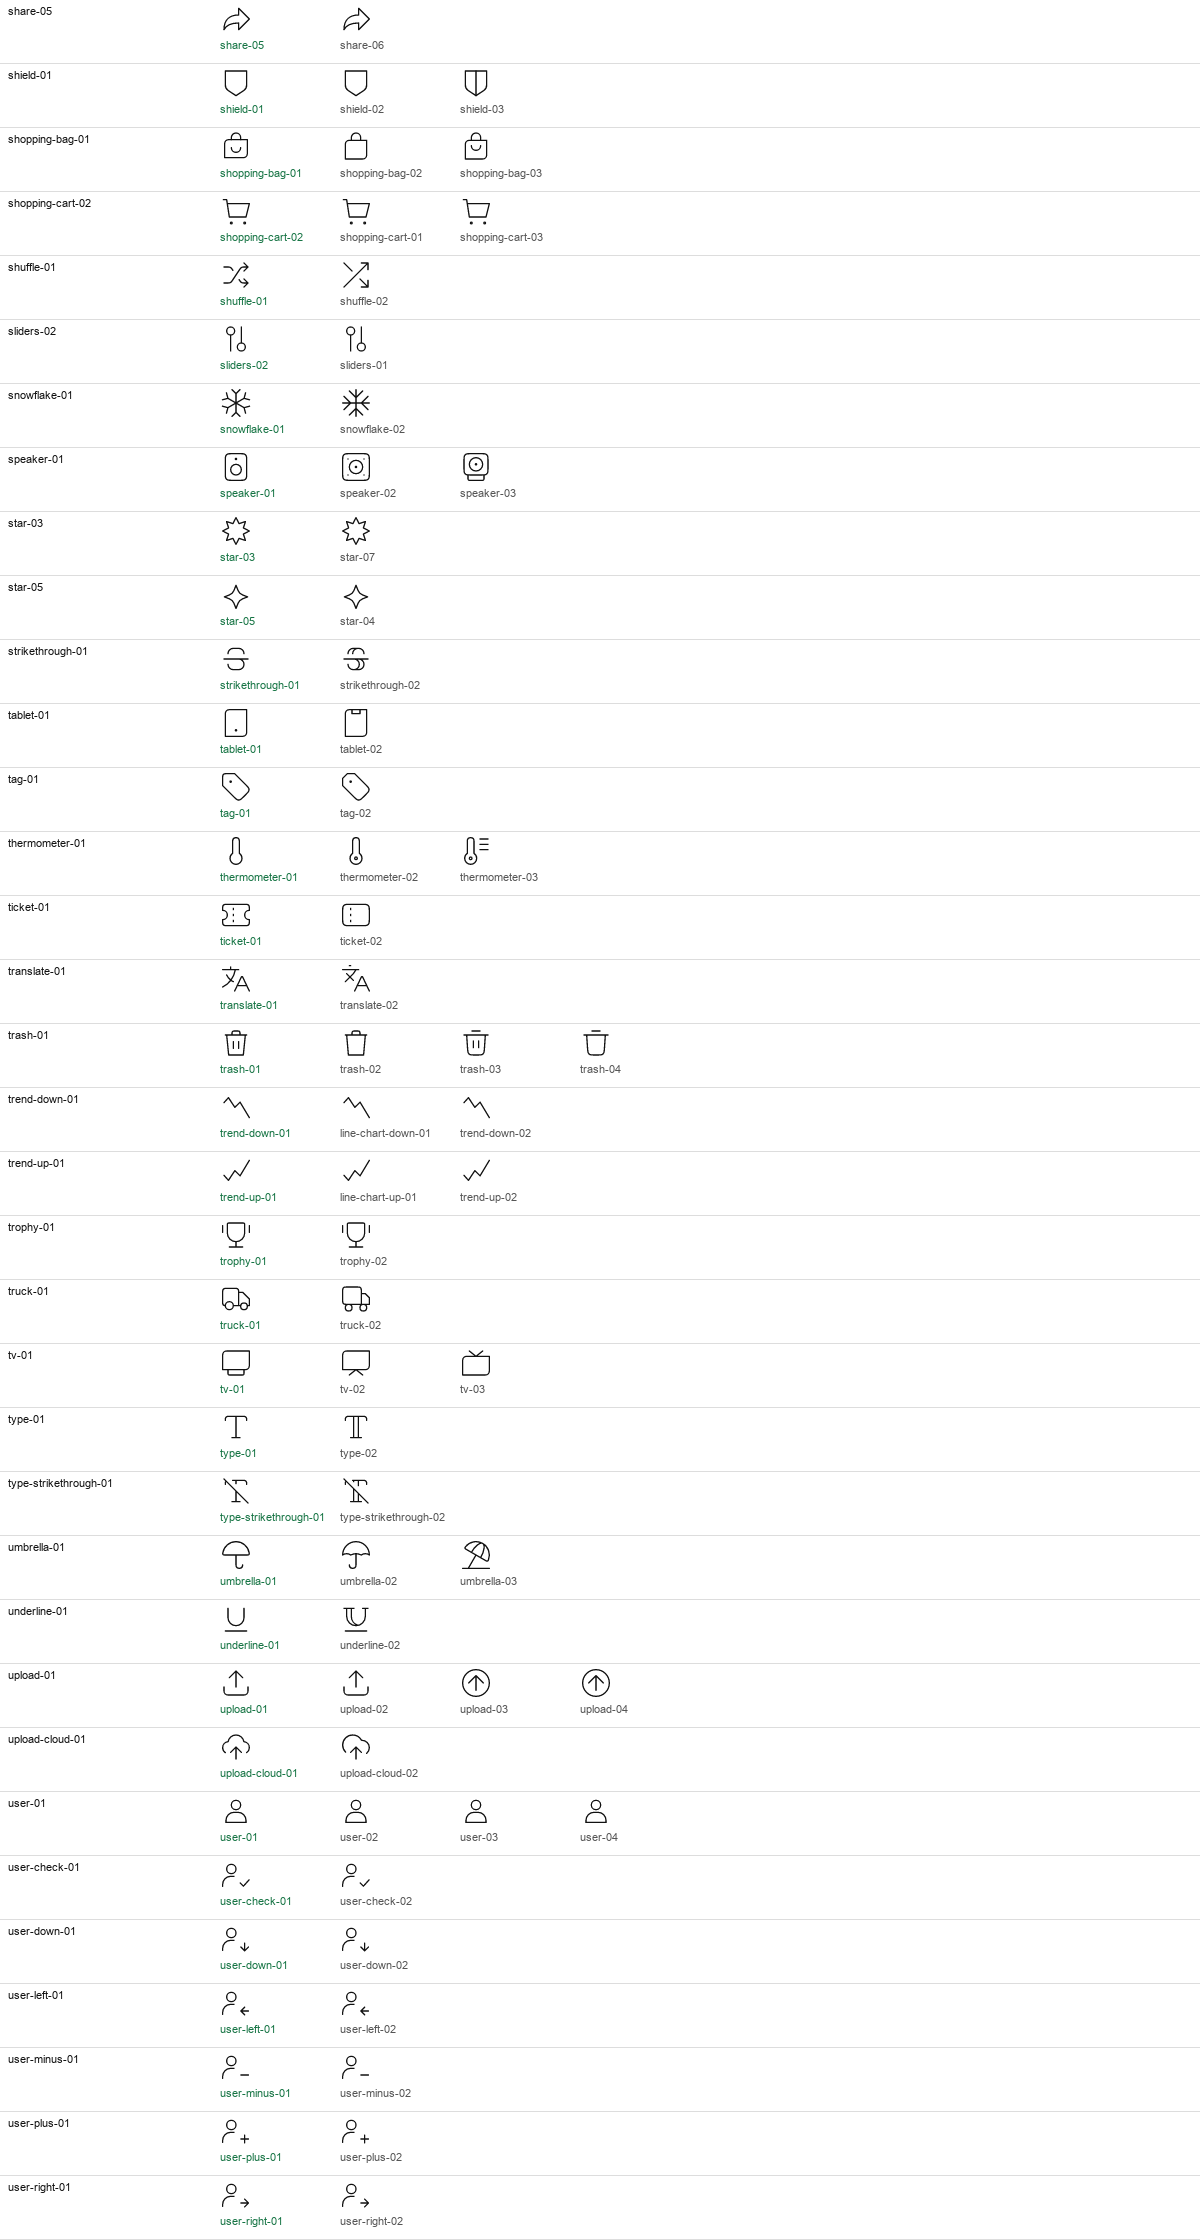 share-05
share-05 share-06
shield-01
shield-01 shield-02 shield-03
shopping-bag-01
shopping-bag-01 shopping-bag-02 shopping-bag-03
shopping-cart-02
shopping-cart-02 shopping-cart-01 shopping-cart-03
shuffle-01
shuffle-01 shuffle-02
sliders-02
sliders-02 sliders-01
snowflake-01
snowflake-01 snowflake-02
speaker-01
speaker-01 speaker-02 speaker-03
star-03
star-03 star-07
star-05
star-05 star-04
strikethrough-01
strikethrough-01 strikethrough-02
tablet-01
tablet-01 tablet-02
tag-01
tag-01 tag-02
thermometer-01
thermometer-01 thermometer-02 thermometer-03
ticket-01
ticket-01 ticket-02
translate-01
translate-01 translate-02
trash-01
trash-01 trash-02 trash-03 trash-04
trend-down-01
trend-down-01 line-chart-down-01 trend-down-02
trend-up-01
trend-up-01 line-chart-up-01 trend-up-02
trophy-01
trophy-01 trophy-02
truck-01
truck-01 truck-02
tv-01
tv-01 tv-02 tv-03
type-01
type-01 type-02
type-strikethrough-01
type-strikethrough-01 type-strikethrough-02
umbrella-01
umbrella-01 umbrella-02 umbrella-03
underline-01
underline-01 underline-02
upload-01
upload-01 upload-02 upload-03 upload-04
upload-cloud-01
upload-cloud-01 upload-cloud-02
user-01
user-01 user-02 user-03 user-04
user-check-01
user-check-01 user-check-02
user-down-01
user-down-01 user-down-02
user-left-01
user-left-01 user-left-02
user-minus-01
user-minus-01 user-minus-02
user-plus-01
user-plus-01 user-plus-02
user-right-01
user-right-01 user-right-02